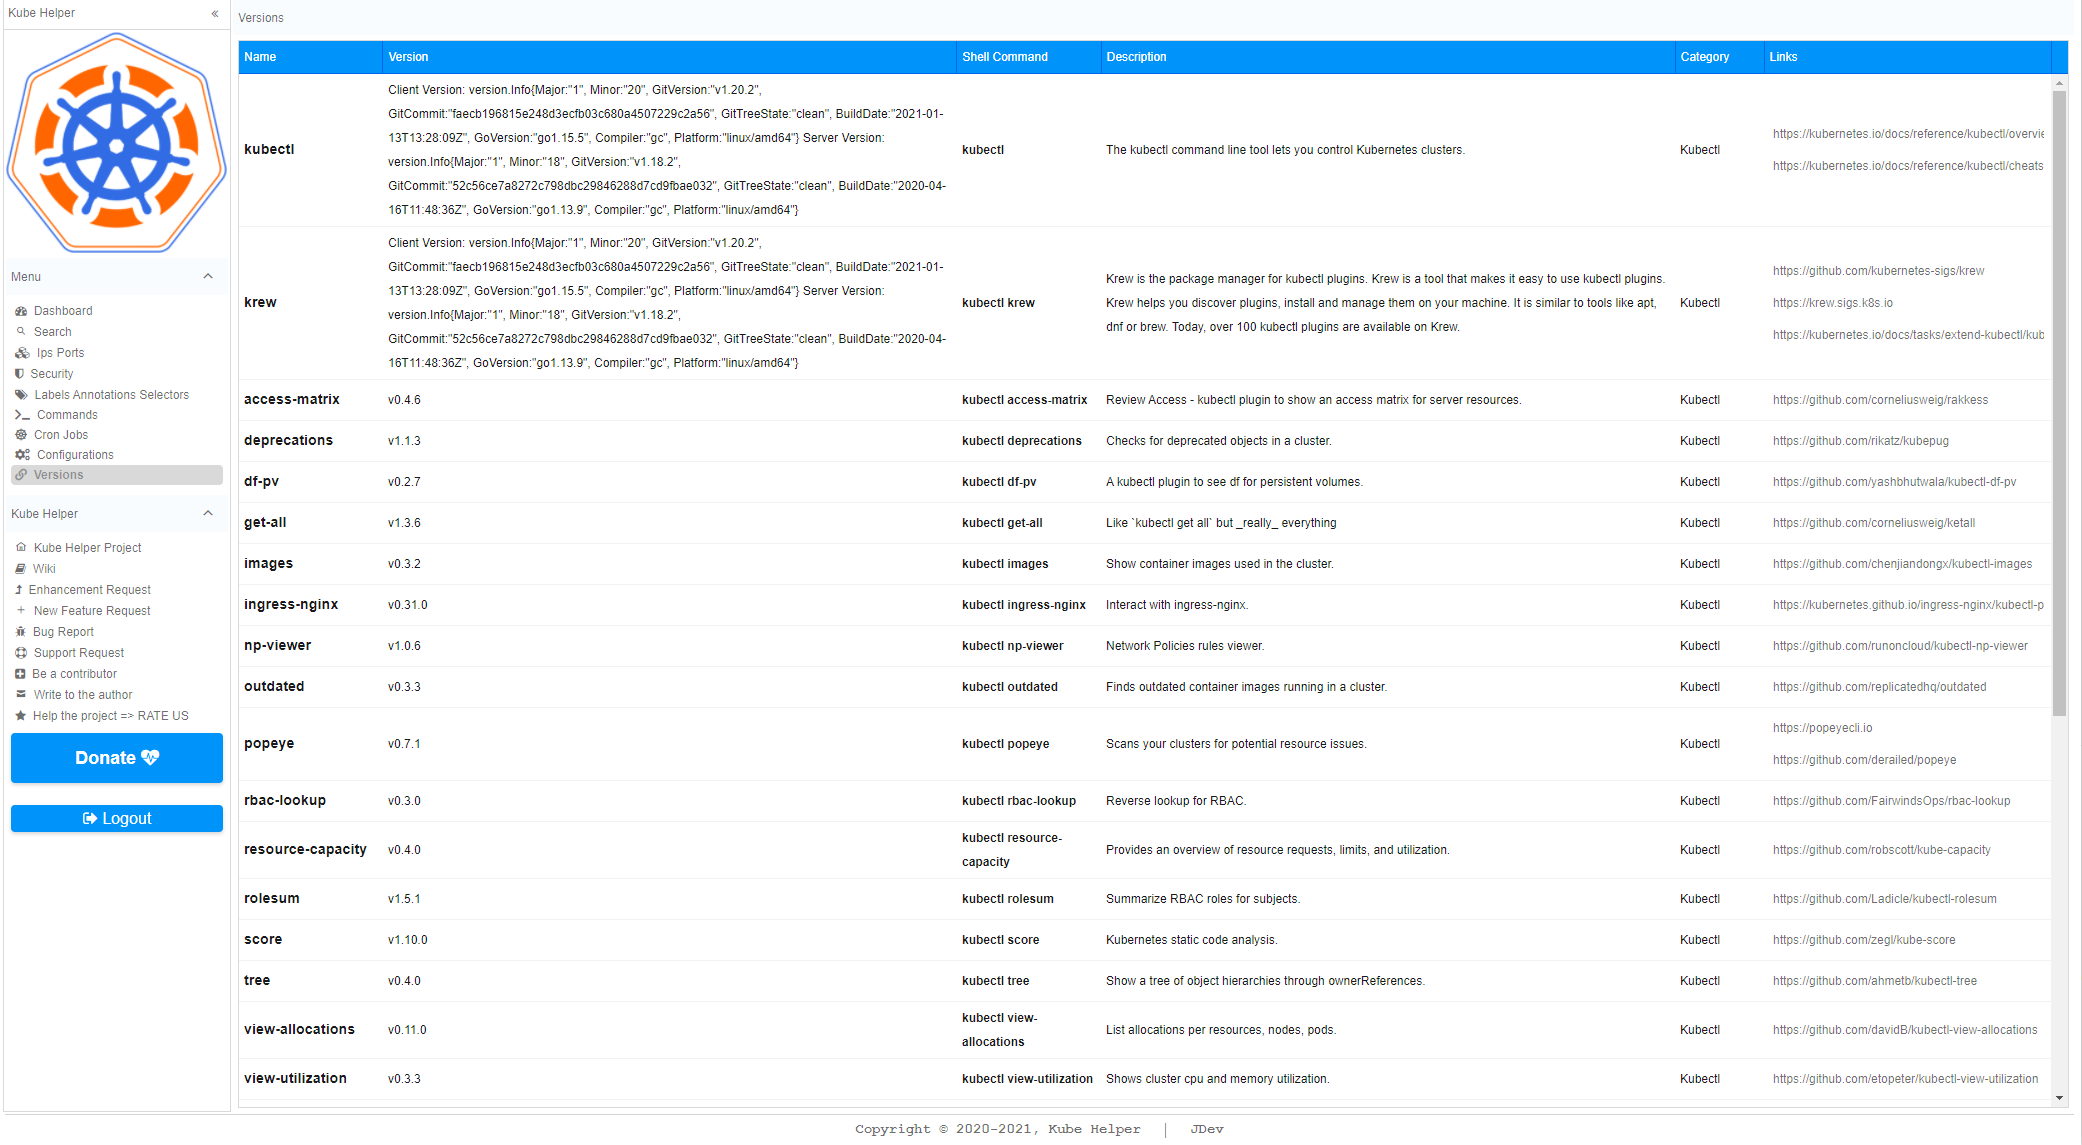 Kube Helper «
Menu
Dashboard
Search
Ips Ports
Security
Labels Annotations Selectors
Commands
Cron Jobs
Configurations
Versions
Kube Helper
Kube Helper Project
Wiki
Enhancement Request
New Feature Request
Bug Report
Support Request
Be a contributor
Write to the author
Help the project => RATE US
Donate
Logout
Versions
Name Version Shell Command Description Category Links
kubectl
Client Version: version.Info{Major:"1", Minor:"20", GitVersion:"v1.20.2",
GitCommit:"faecb196815e248d3ecfb03c680a4507229c2a56", GitTreeState:"clean", BuildDate:"2021-01-
13T13:28:09Z", GoVersion:"go1.15.5", Compiler:"gc", Platform:"linux/amd64"} Server Version:
version.Info{Major:"1", Minor:"18", GitVersion:"v1.18.2",
GitCommit:"52c56ce7a8272c798dbc29846288d7cd9fbae032", GitTreeState:"clean", BuildDate:"2020-04-
16T11:48:36Z", GoVersion:"go1.13.9", Compiler:"gc", Platform:"linux/amd64"}
kubectl
The kubectl command line tool lets you control Kubernetes clusters.
Kubectl
https://kubernetes.io/docs/reference/kubectl/overvie
https://kubernetes.io/docs/reference/kubectl/cheats
krew
Client Version: version.Info{Major:"1", Minor:"20", GitVersion:"v1.20.2",
GitCommit:"faecb196815e248d3ecfb03c680a4507229c2a56", GitTreeState:"clean", BuildDate:"2021-01-
13T13:28:09Z", GoVersion:"go1.15.5", Compiler:"gc", Platform:"linux/amd64"} Server Version:
version.Info{Major:"1", Minor:"18", GitVersion:"v1.18.2",
GitCommit:"52c56ce7a8272c798dbc29846288d7cd9fbae032", GitTreeState:"clean", BuildDate:"2020-04-
16T11:48:36Z", GoVersion:"go1.13.9", Compiler:"gc", Platform:"linux/amd64"}
kubectl krew
Krew is the package manager for kubectl plugins. Krew is a tool that makes it easy to use kubectl plugins.
Krew helps you discover plugins, install and manage them on your machine. It is similar to tools like apt,
dnf or brew. Today, over 100 kubectl plugins are available on Krew.
Kubectl
https://github.com/kubernetes-sigs/krew
https://krew.sigs.k8s.io
https://kubernetes.io/docs/tasks/extend-kubectl/kub
access-matrix v0.4.6 kubectl access-matrix Review Access - kubectl plugin to show an access matrix for server resources. Kubectl https://github.com/corneliusweig/rakkess
deprecations v1.1.3 kubectl deprecations Checks for deprecated objects in a cluster. Kubectl https://github.com/rikatz/kubepug
df-pv v0.2.7 kubectl df-pv A kubectl plugin to see df for persistent volumes. Kubectl https://github.com/yashbhutwala/kubectl-df-pv
get-all v1.3.6 kubectl get-all Like `kubectl get all` but _really_ everything Kubectl https://github.com/corneliusweig/ketall
images v0.3.2 kubectl images Show container images used in the cluster. Kubectl https://github.com/chenjiandongx/kubectl-images
ingress-nginx v0.31.0 kubectl ingress-nginx Interact with ingress-nginx. Kubectl https://kubernetes.github.io/ingress-nginx/kubectl-p
np-viewer v1.0.6 kubectl np-viewer Network Policies rules viewer. Kubectl https://github.com/runoncloud/kubectl-np-viewer
outdated v0.3.3 kubectl outdated Finds outdated container images running in a cluster. Kubectl https://github.com/replicatedhq/outdated
popeye v0.7.1 kubectl popeye Scans your clusters for potential resource issues. Kubectl
https://popeyecli.io
https://github.com/derailed/popeye
rbac-lookup v0.3.0 kubectl rbac-lookup Reverse lookup for RBAC. Kubectl https://github.com/FairwindsOps/rbac-lookup
resource-capacity v0.4.0
kubectl resource-
capacity
Provides an overview of resource requests, limits, and utilization. Kubectl https://github.com/robscott/kube-capacity
rolesum v1.5.1 kubectl rolesum Summarize RBAC roles for subjects. Kubectl https://github.com/Ladicle/kubectl-rolesum
score v1.10.0 kubectl score Kubernetes static code analysis. Kubectl https://github.com/zegl/kube-score
tree v0.4.0 kubectl tree Show a tree of object hierarchies through ownerReferences. Kubectl https://github.com/ahmetb/kubectl-tree
view-allocations v0.11.0
kubectl view-
allocations
List allocations per resources, nodes, pods. Kubectl https://github.com/davidB/kubectl-view-allocations
view-utilization v0.3.3 kubectl view-utilization Shows cluster cpu and memory utilization. Kubectl https://github.com/etopeter/kubectl-view-utilization
Copyright © 2020-2021, Kube Helper | JDev